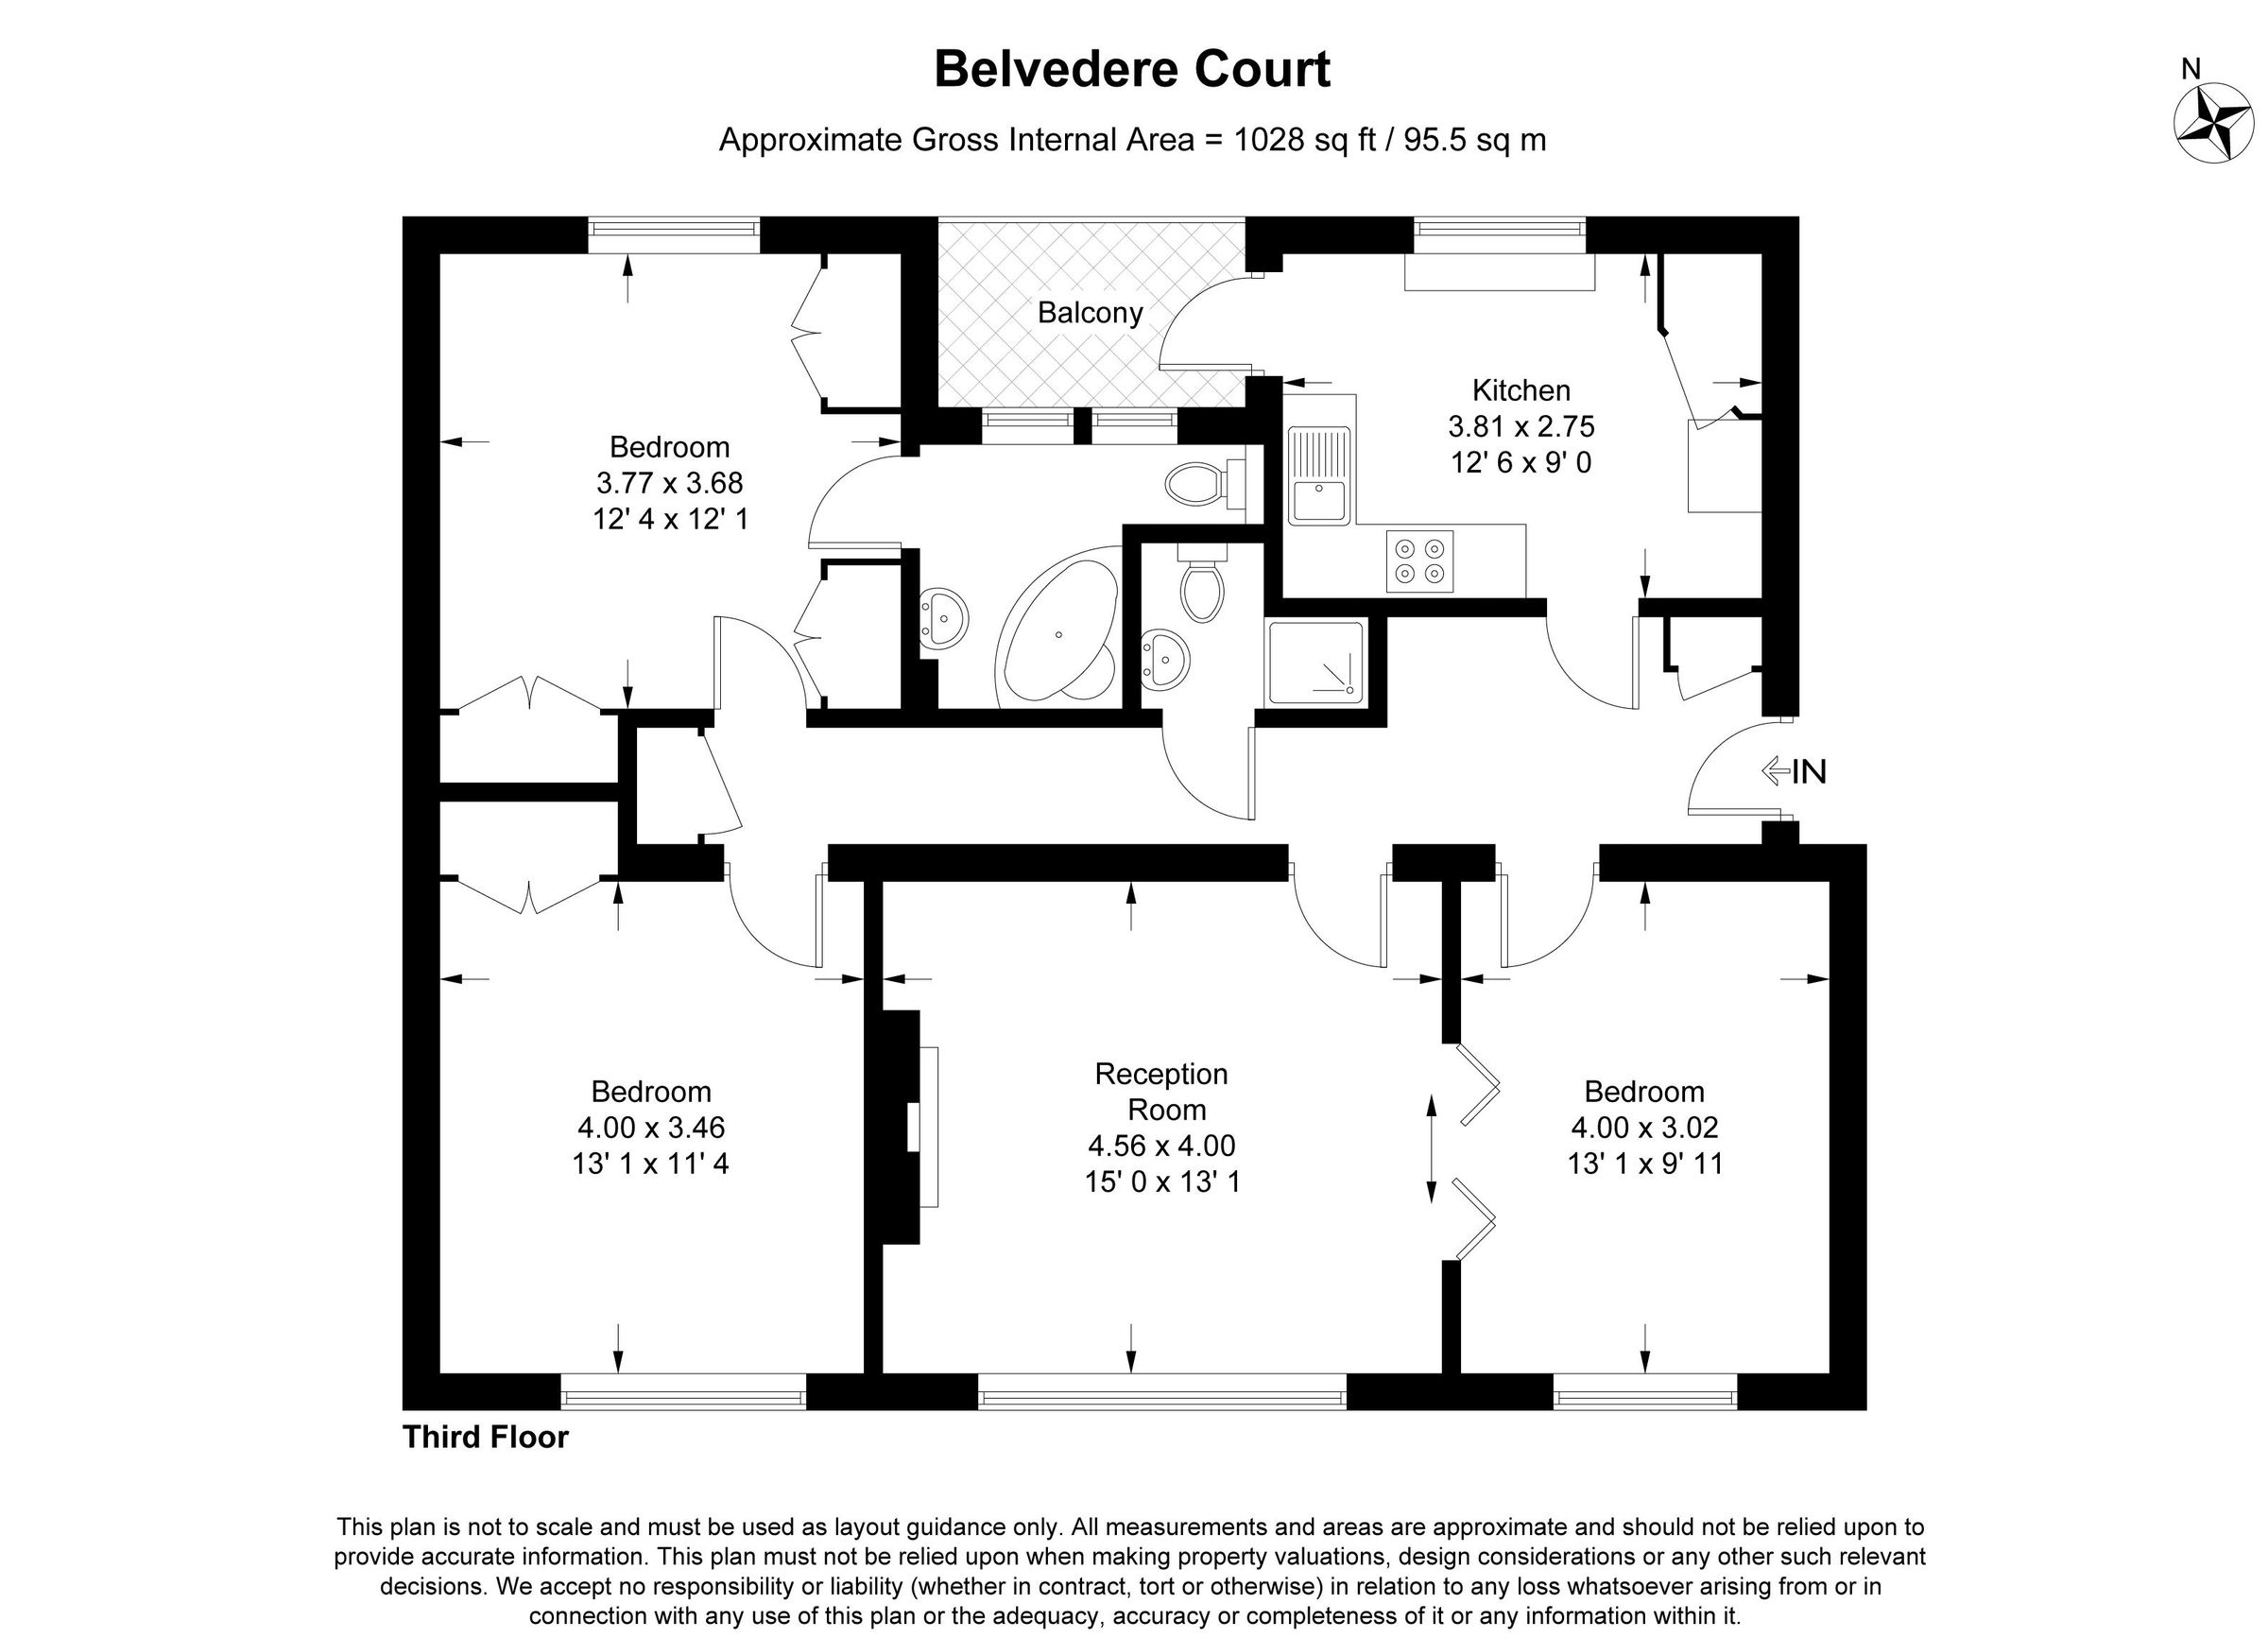 Belvedere Court
Approximate Gross Internal Area = 1028 sq ft / 95.5 sq m
N
Balcony
Kitchen
3.81 x 2.75
12' 6 x 9' 0
Bedroom
3.77 x 3.68
12' 4 x 12' 1
IN
Bedroom
4.00 x 3.46
13' 1 x 11' 4
Reception
Room
4.56 x 4.00
15' 0 x 13' 1
Bedroom
4.00 x 3.02
13' 1 x 9' 11
Third Floor
This plan is not to scale and must be used as layout guidance only. All measurements and areas are approximate and should not be relied upon to
provide accurate information. This plan must not be relied upon when making property valuations, design considerations or any other such relevant
decisions. We accept no responsibility or liability (whether in contract, tort or otherwise) in relation to any loss whatsoever arising from or in
connection with any use of this plan or the adequacy, accuracy or completeness of it or any information within it.